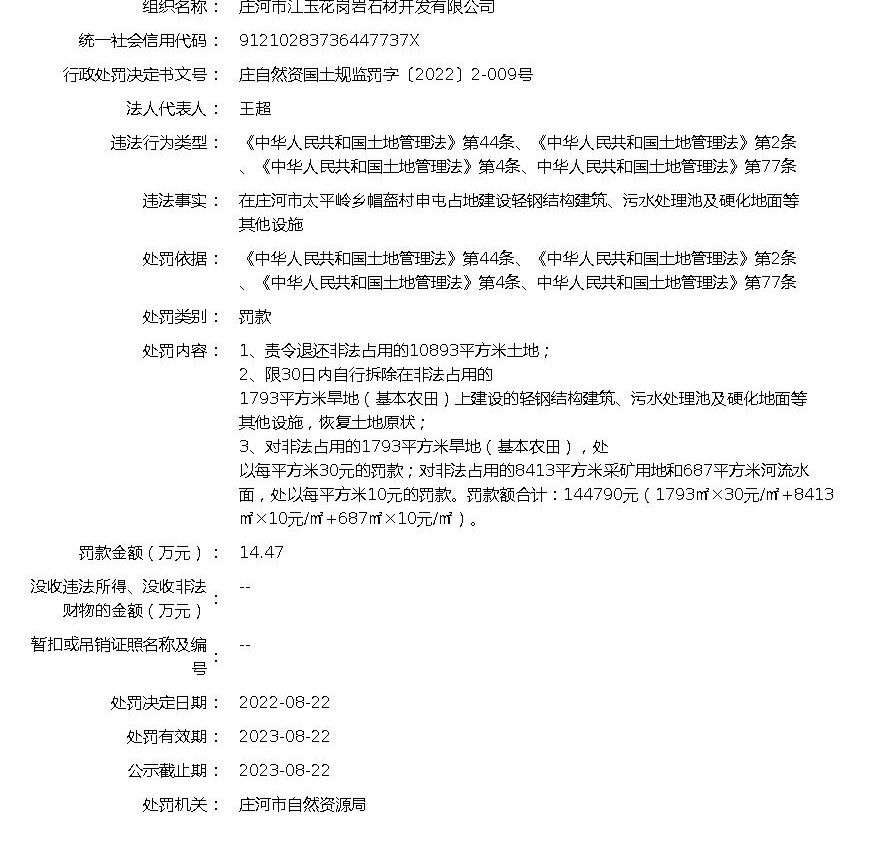 组织名称： 庄河市江玉花岗岩石材开发有限公司
统一社会信用代码： 91210283736447737X
行政处罚决定书文号： 庄自然资国土规监罚字〔2022〕2-009号
法人代表人： 王超
违法行为类型： 《中华人民共和国土地管理法》第44条、《中华人民共和国土地管理法》第2条
、《中华人民共和国土地管理法》第4条、中华人民共和国土地管理法》第77条
违法事实： 在庄河市太平岭乡帽盔村申屯占地建设轻钢结构建筑、污水处理池及硬化地面等
其他设施
处罚依据： 《中华人民共和国土地管理法》第44条、《中华人民共和国土地管理法》第2条
、《中华人民共和国土地管理法》第4条、中华人民共和国土地管理法》第77条
处罚类别： 罚款
处罚内容： 1、责令退还非法占用的10893平方米土地；
2、限30日内自行拆除在非法占用的
1793平方米旱地（基本农田）上建设的轻钢结构建筑、污水处理池及硬化地面等
其他设施，恢复土地原状；
3、对非法占用的1793平方米旱地（基本农田），处
以每平方米30元的罚款；对非法占用的8413平方米采矿用地和687平方米河流水
面，处以每平方米10元的罚款。罚款额合计：144790元（1793㎡×30元/㎡+8413
㎡×10元/㎡+687㎡×10元/㎡）。
罚款金额（万元）： 14.47
没收违法所得、没收非法
财物的金额（万元）： --
暂扣或吊销证照名称及编
号： --
处罚决定日期： 2022-08-22
处罚有效期： 2023-08-22
公示截止期： 2023-08-22
处罚机关： 庄河市自然资源局